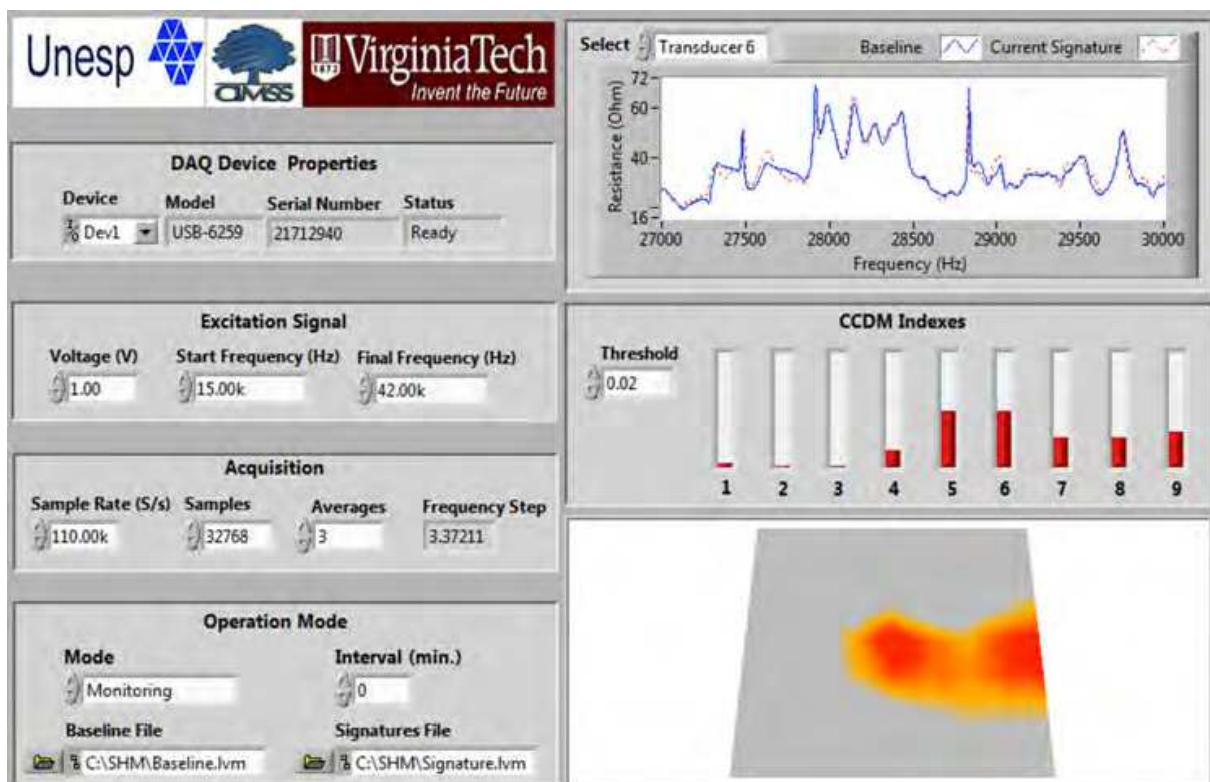 Unesp
CIMSS
1872
VirginiaTech
Invent the Future
DAQ Device Properties
Device Model Serial Number Status
Dev1 USB-6259 21712940 Ready
Excitation Signal
Voltage (V) Start Frequency (Hz) Final Frequency (Hz)
1.00 15.00k 42.00k
Acquisition
Sample Rate (S/s) Samples Averages Frequency Step
110.00k 32768 3 3.37211
Operation Mode
Mode Interval (min.)
Monitoring 0
Baseline File Signatures File
C:\SHM\Baseline.lvm C:\SHM\Signature.lvm
Select Transducer 6 Baseline Current Signature
Resistance (Ohm)
72
60
40
16
27000 27500 28000 28500 29000 29500 30000
Frequency (Hz)
CCDM Indexes
Threshold
0.02
1 2 3 4 5 6 7 8 9